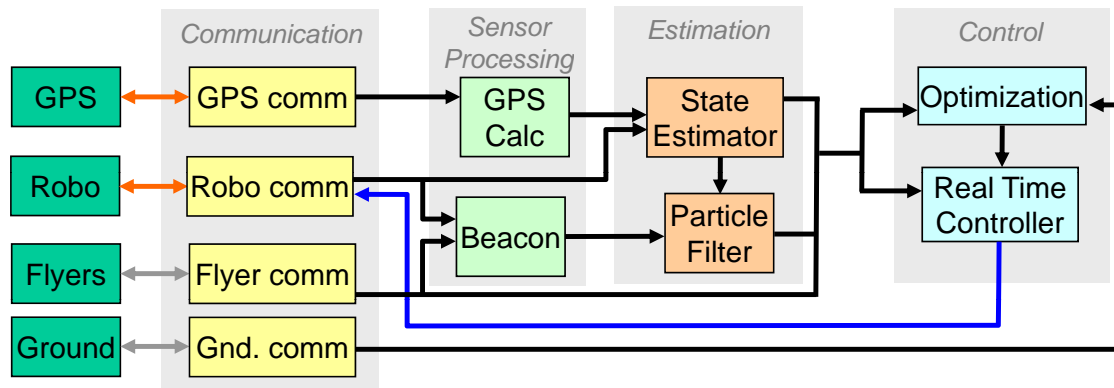 Communication
Sensor
Processing
Estimation
Control
GPS
GPS comm
GPS
Calc
State
Estimator
Optimization
Robo
Robo comm
Beacon
Particle
Filter
Real Time
Controller
Flyers
Flyer comm
Ground
Gnd. comm